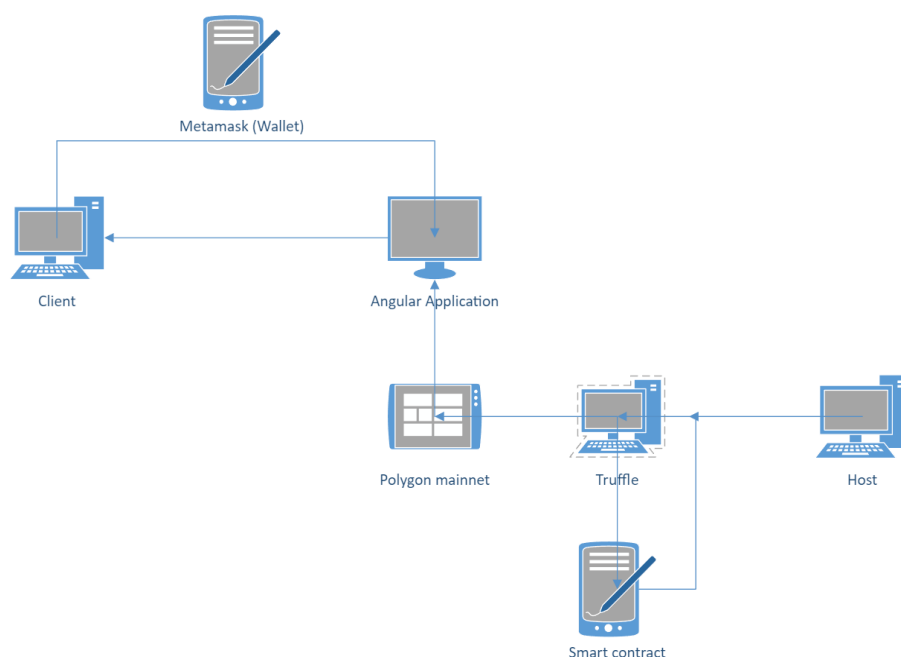 Metamask (Wallet)
Client
Angular Application
Polygon mainnet
Truffle
Host
Smart contract